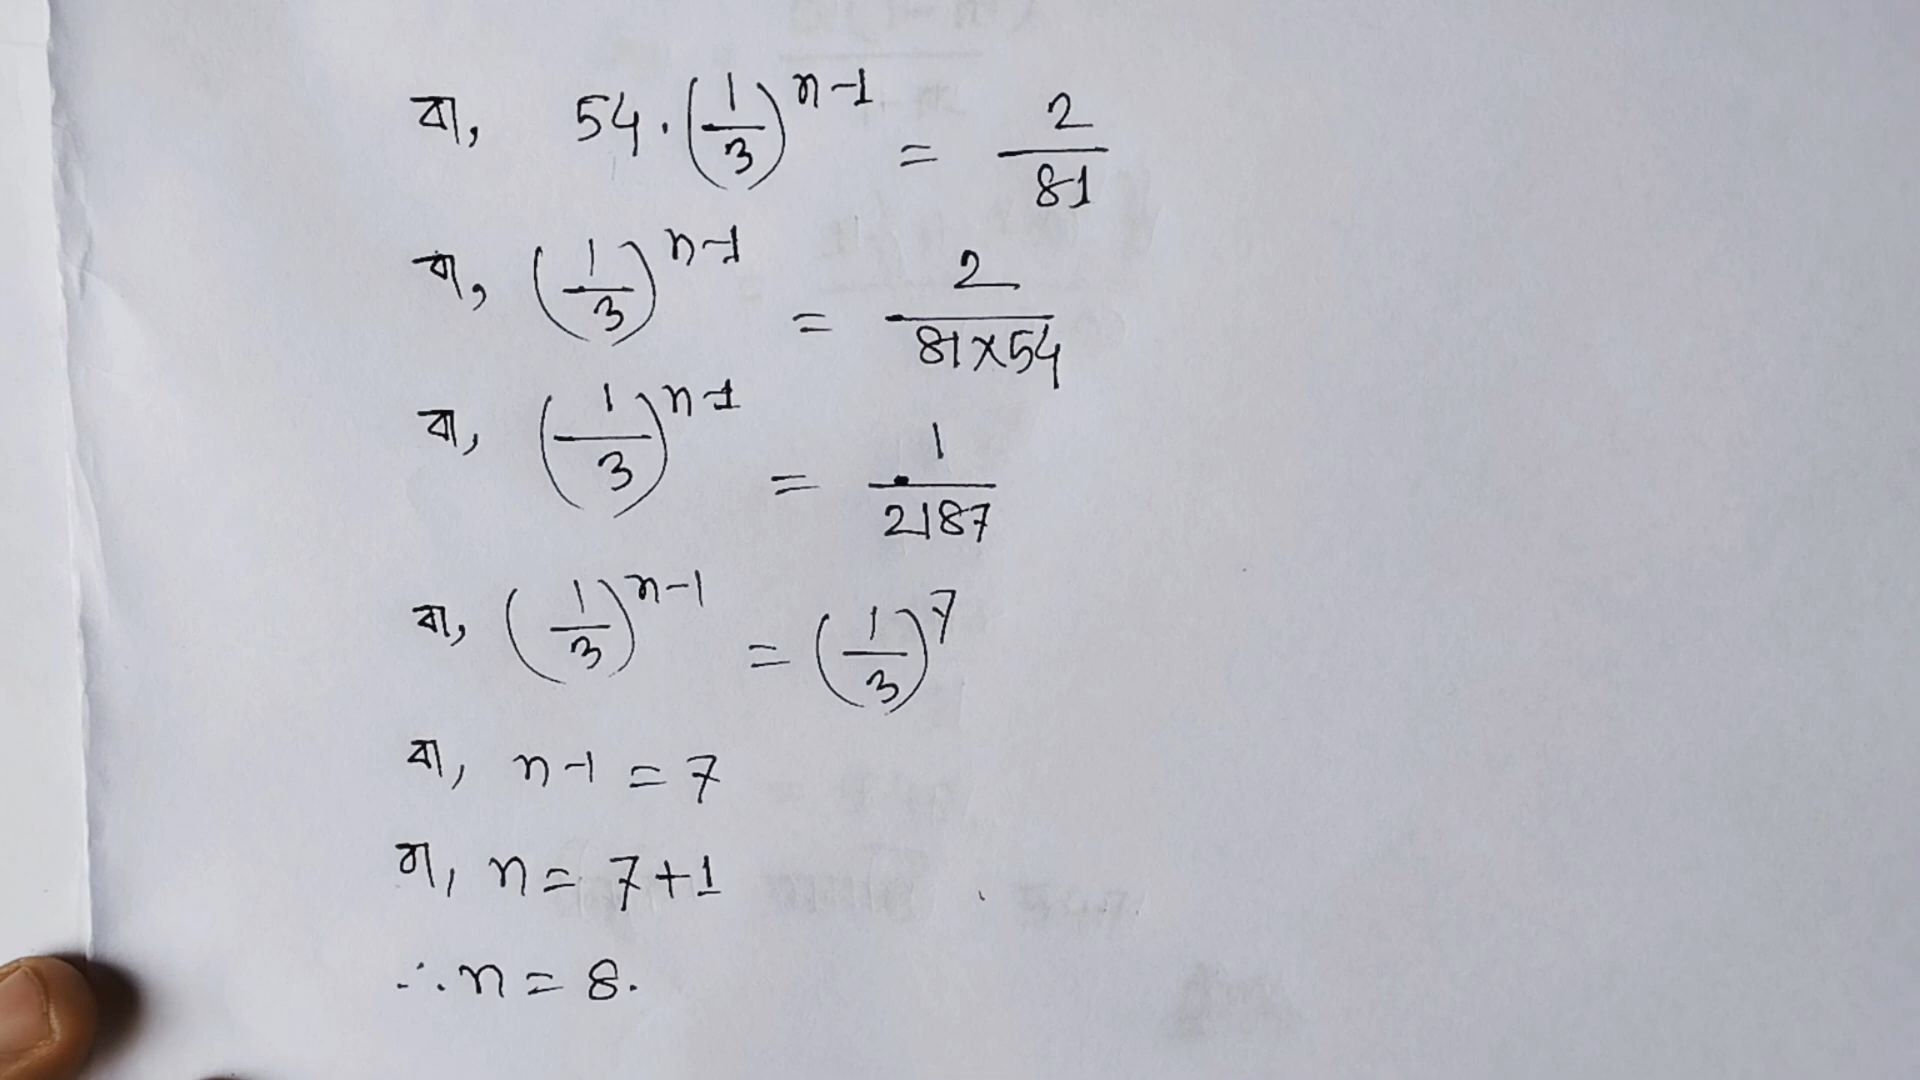 বা, 54.(1/3)^n-1 = 2/81
বা, (1/3)^n-1 = 2/81×54
বা, (1/3)^n-1 = 1/2187
বা, (1/3)^n-1 = (1/3)^7
বা, n-1 = 7
বা, n = 7+1
∴ n = 8.